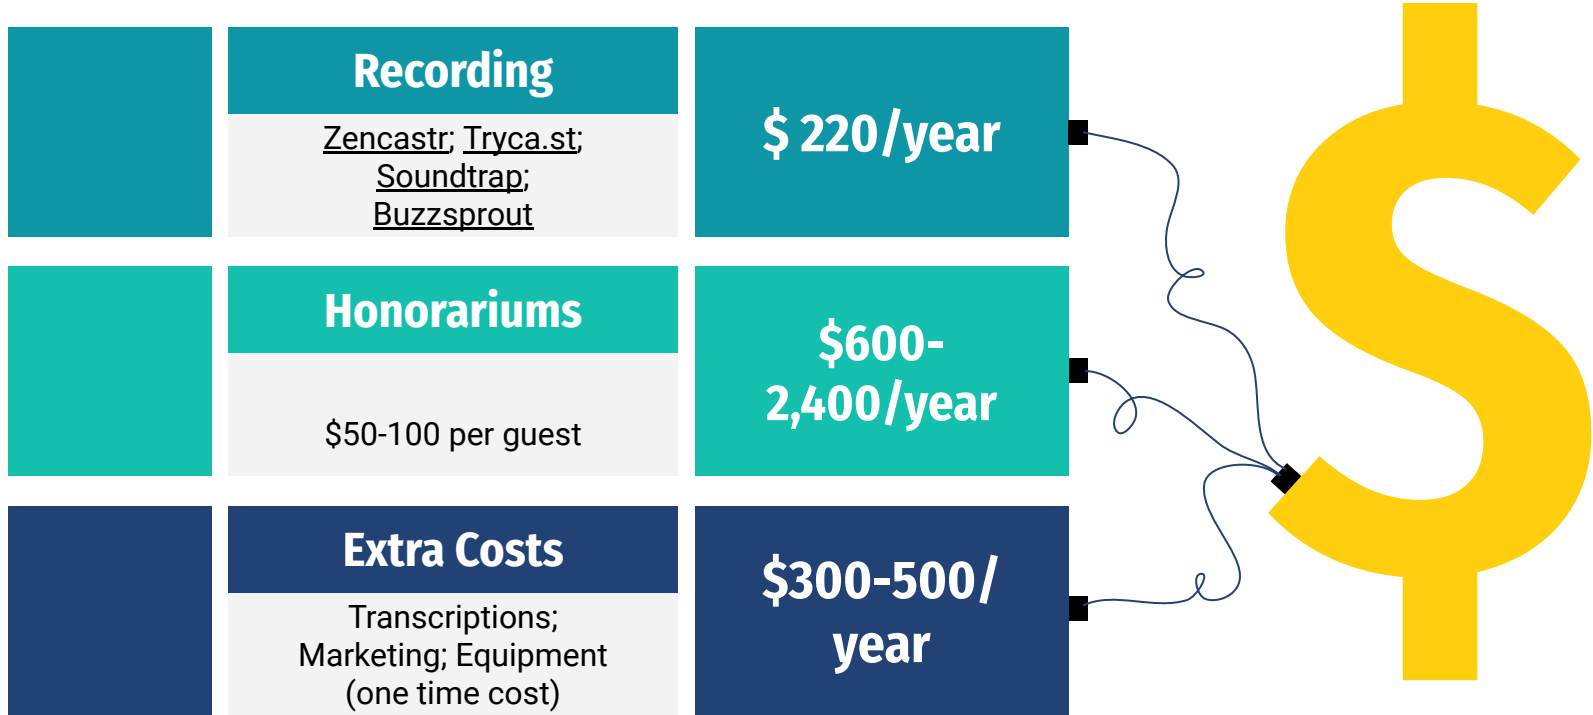 Recording
Zencastr; Tryca.st;
Soundtrap;
Buzzsprout
$ 220/year
Honorariums
$50-100 per guest
$600-
2,400/year
Extra Costs
Transcriptions;
Marketing; Equipment
(one time cost)
$300-500/
year
$